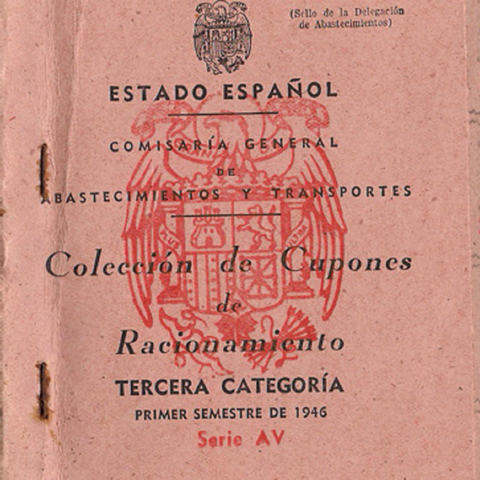 (Sello de la Delegación
de Abastecimientos)
ESTADO ESPAÑOL
COMISARÍA GENERAL
DE
ABASTECIMIENTOS Y TRANSPORTES
Colección de Cupones
de
Racionamiento
TERCERA CATEGORÍA
PRIMER SEMESTRE DE 1946
Serie AV